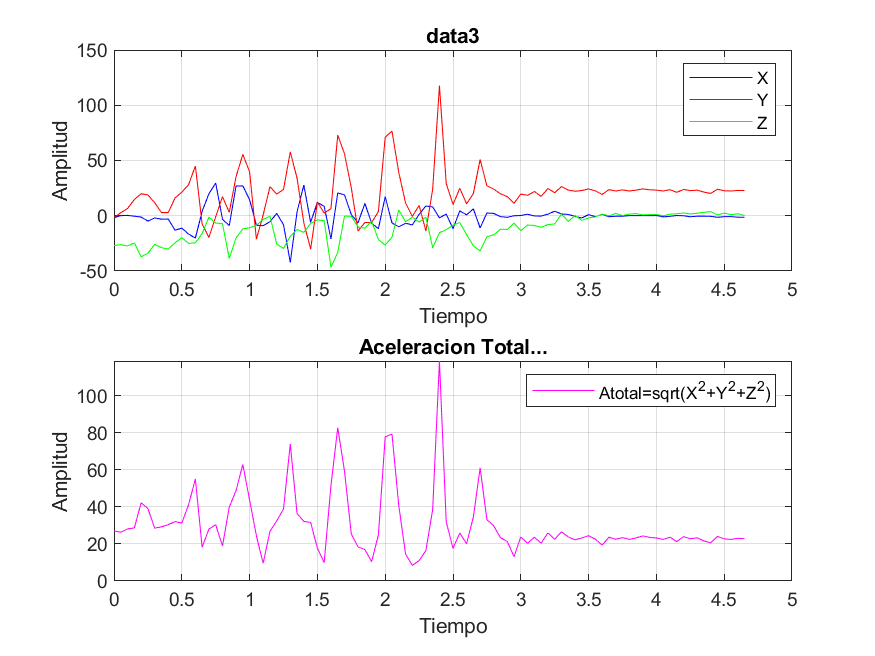 data3
150
100
50
0
-50
Amplitud
X
Y
Z
0 0.5 1 1.5 2 2.5 3 3.5 4 4.5 5
Tiempo
Aceleracion Total...
100
80
60
40
20
0
Amplitud
Atotal=sqrt(X²+Y²+Z²)
0 0.5 1 1.5 2 2.5 3 3.5 4 4.5 5
Tiempo